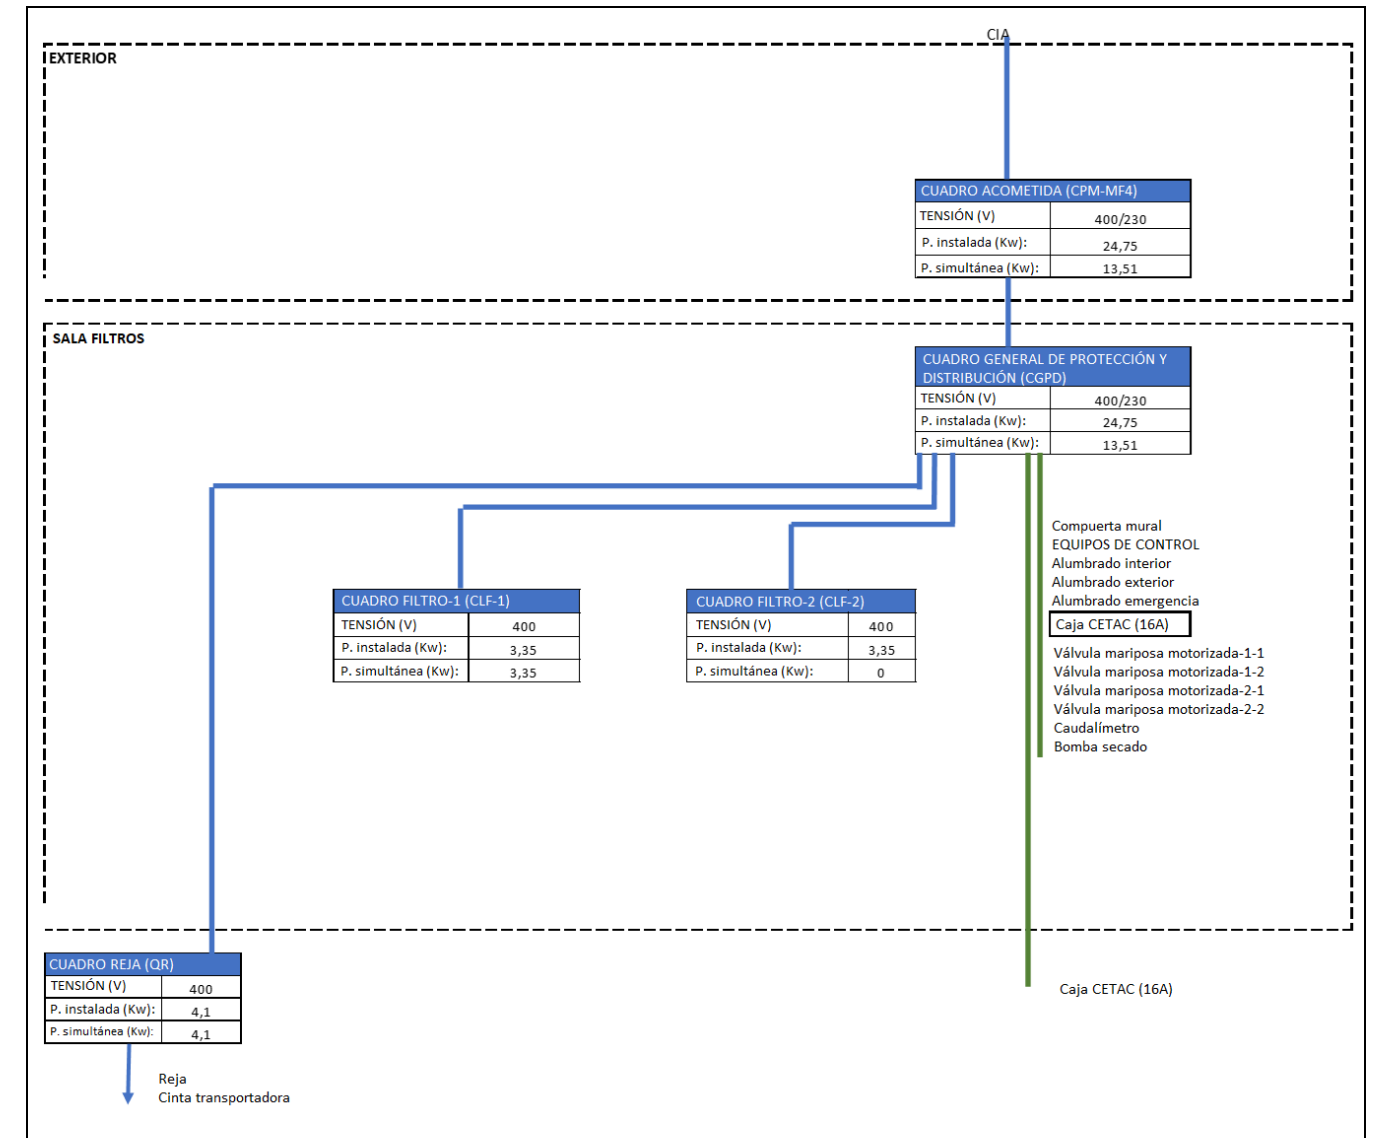 CIA
EXTERIOR
CUADRO ACOMETIDA (CPM-MF4)
TENSIÓN (V) 400/230
P. instalada (Kw): 24,75
P. simultánea (Kw): 13,51
SALA FILTROS
CUADRO GENERAL DE PROTECCIÓN Y
DISTRIBUCIÓN (CGPD)
TENSIÓN (V) 400/230
P. instalada (Kw): 24,75
P. simultánea (Kw): 13,51
Compuerta mural
EQUIPOS DE CONTROL
Alumbrado interior
Alumbrado exterior
Alumbrado emergencia
Caja CETAC (16A)
Válvula mariposa motorizada-1-1
Válvula mariposa motorizada-1-2
Válvula mariposa motorizada-2-1
Válvula mariposa motorizada-2-2
Caudalímetro
Bomba secado
CUADRO FILTRO-1 (CLF-1)
TENSIÓN (V) 400
P. instalada (Kw): 3,35
P. simultánea (Kw): 3,35
CUADRO FILTRO-2 (CLF-2)
TENSIÓN (V) 400
P. instalada (Kw): 3,35
P. simultánea (Kw): 0
CUADRO REJA (QR)
TENSIÓN (V) 400
P. instalada (Kw): 4,1
P. simultánea (Kw): 4,1
Caja CETAC (16A)
Reja
Cinta transportadora